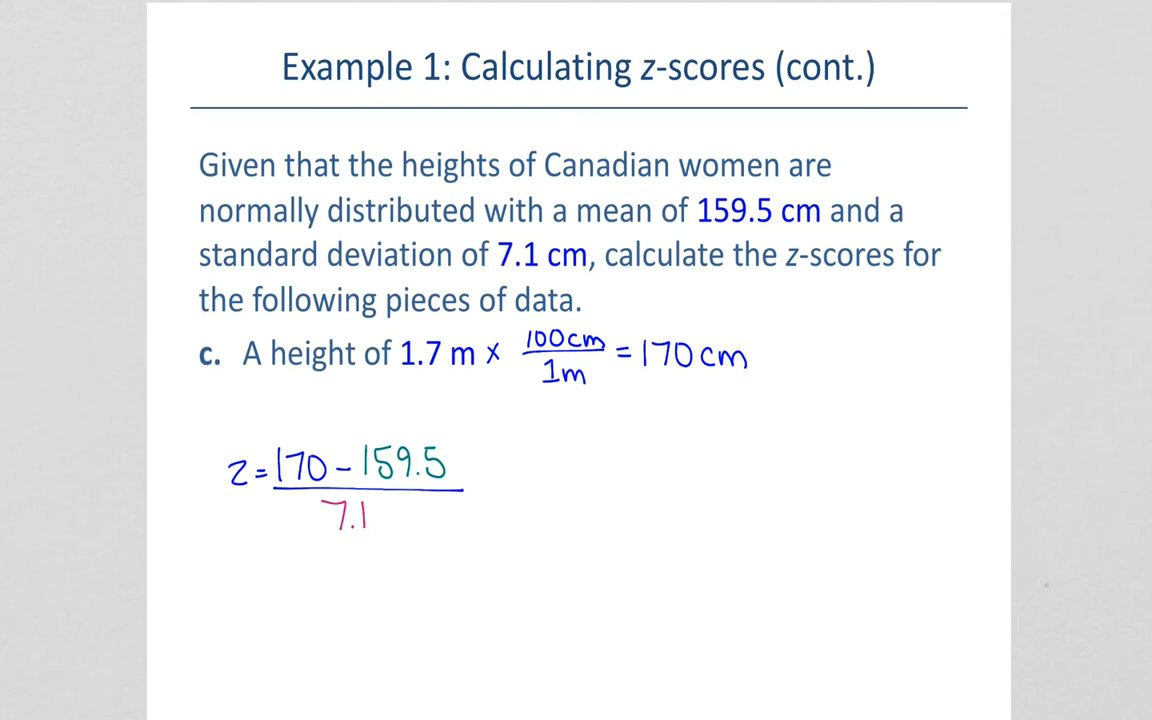 Example 1: Calculating z-scores (cont.)
Given that the heights of Canadian women are
normally distributed with a mean of 159.5 cm and a
standard deviation of 7.1 cm, calculate the z-scores for
the following pieces of data.
c. A height of 1.7 m × 100cm/1m = 170cm
z = 170 - 159.5
7.1